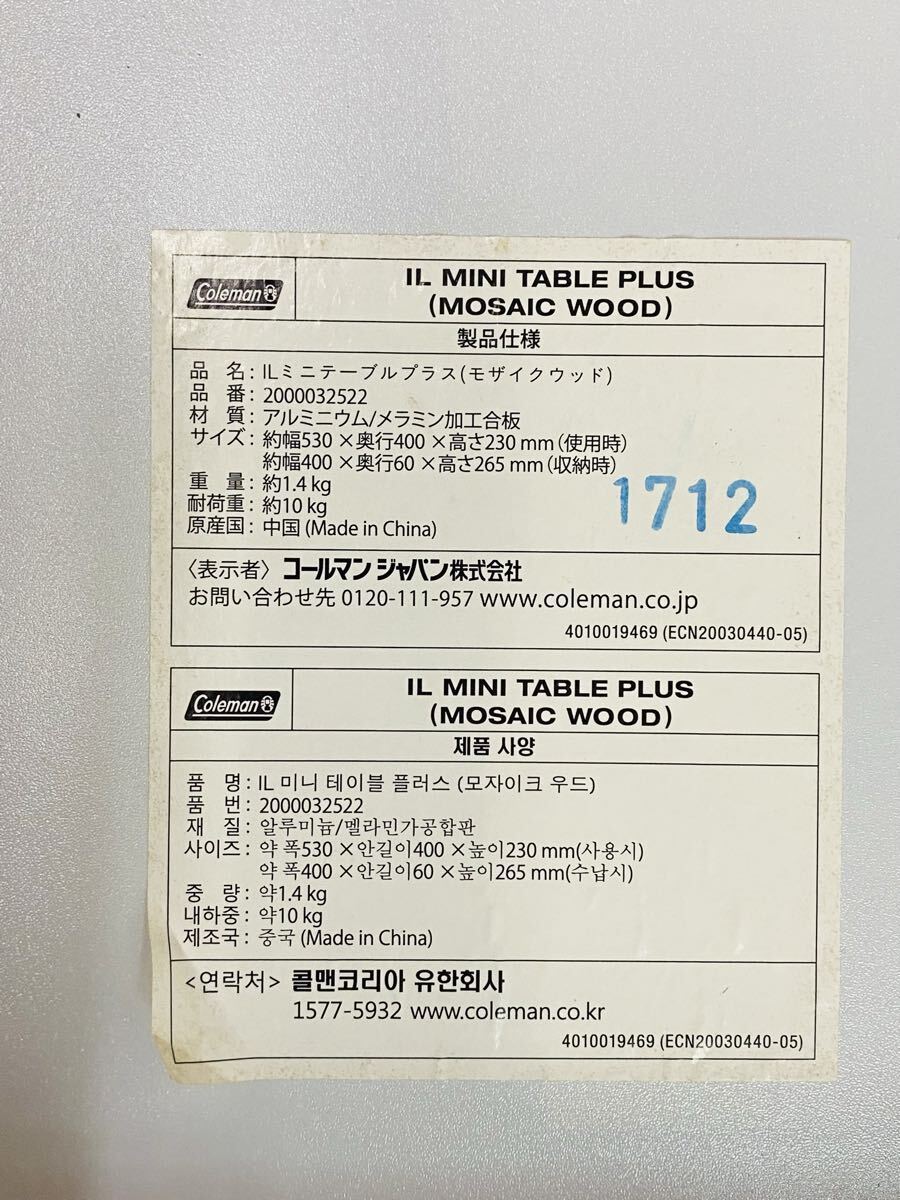 Coleman
IL MINI TABLE PLUS
(MOSAIC WOOD)
製品仕様
品 名：ILミニテーブルプラス(モザイクウッド)
品 番：2000032522
材 質：アルミニウム/メラミン加工合板
サイズ：約幅530×奥行400×高さ230 mm（使用時）
約幅400×奥行60×高さ265 mm（収納時）
重 量：約1.4 kg
耐荷重：約10 kg
原産国：中国 (Made in China)
1712
〈表示者〉コールマン ジャパン株式会社
お問い合わせ先 0120-111-957 www.coleman.co.jp
4010019469 (ECN20030440-05)
Coleman
IL MINI TABLE PLUS
(MOSAIC WOOD)
제품 사양
품 명: IL 미니 테이블 플러스 (모자이크 우드)
품 번: 2000032522
재 질: 알루미늄/멜라민가공합판
사이즈: 약 폭530 ×안길이400 ×높이230 mm(사용시)
약 폭400 ×안길이60 ×높이265 mm(수납시)
중 량: 약1.4 kg
내하중: 약10 kg
제조국: 중국 (Made in China)
<연락처> 콜맨코리아 유한회사
1577-5932 www.coleman.co.kr
4010019469 (ECN20030440-05)